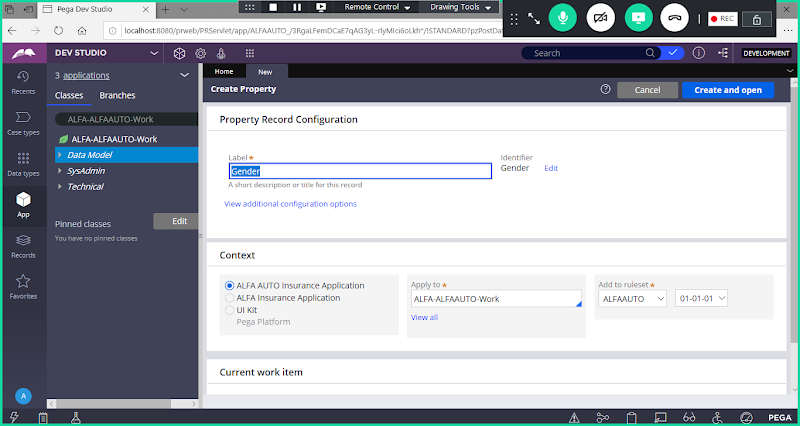 Pega Dev Studio
Remote Control
Drawing Tools
REC
localhost:8080/prweb/PRServlet/app/ALFAAUTO_/3RgaLFemDCaE7qAG3yL-rlyMIci6oLkh*/!STANDARD?pzPostDat
DEV STUDIO
Search
DEVELOPMENT
Recents
Case types
Data types
App
Records
Favorites
A
3 applications
Classes
Branches
ALFA-ALFAAUTO-Work
ALFA-ALFAAUTO-Work
Data Model
SysAdmin
Technical
Pinned classes
Edit
You have no pinned classes
Home
New
Create Property
Cancel
Create and open
Property Record Configuration
Label *
Identifier
Gender
Gender
Edit
A short description or title for this record
View additional configuration options
Context
ALFA AUTO Insurance Application
ALFA Insurance Application
UI Kit
Pega Platform
Apply to *
ALFA-ALFAAUTO-Work
View all
Add to ruleset *
ALFAAUTO
01-01-01
Current work item
PEGA